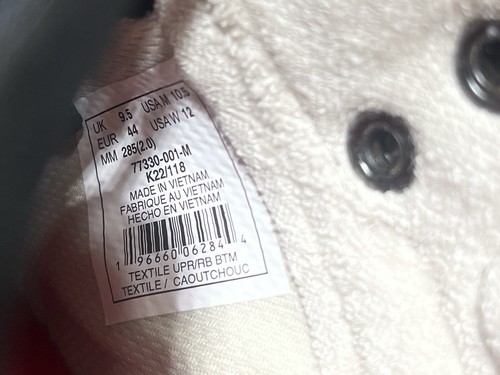 UK 9.5 USA M 10.5
EUR 44 USA W 12
MM 285(2.0)
77330-001-M
K22/118
MADE IN VIETNAM
FABRIQUE AU VIETNAM
HECHO EN VIETNAM
1 96660 06284 4
TEXTILE UPR/RB BTM
TEXTILE / CAOUTCHOUC